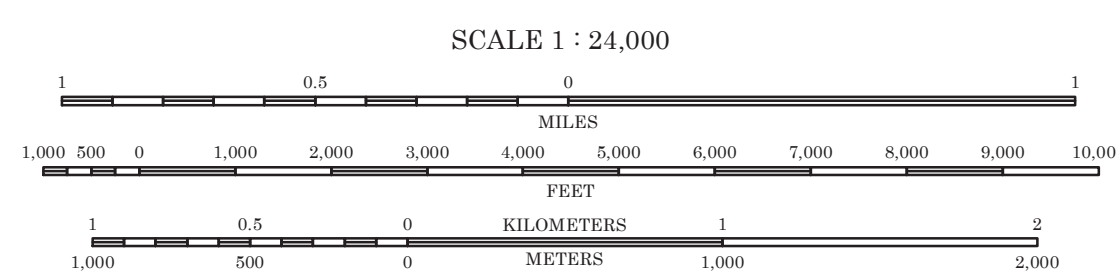 SCALE 1 : 24,000
1 0.5 0 1
MILES
1,000 500 0 1,000 2,000 3,000 4,000 5,000 6,000 7,000 8,000 9,000 10,00
FEET
1 0.5 0 KILOMETERS 1 2
1,000 500 0 METERS 1,000 2,000